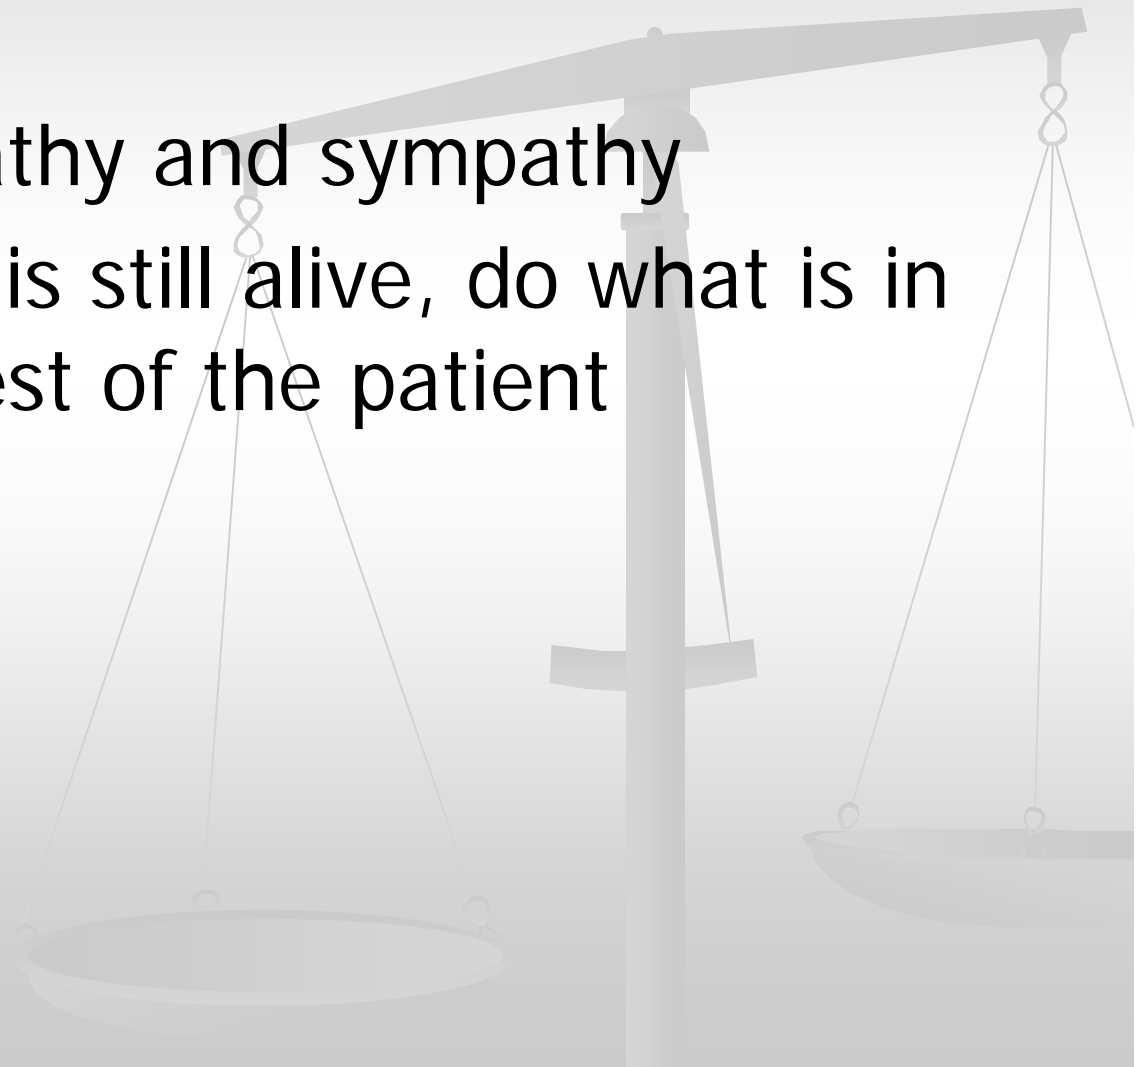 athy and sympathy
is still alive, do what is in
est of the patient